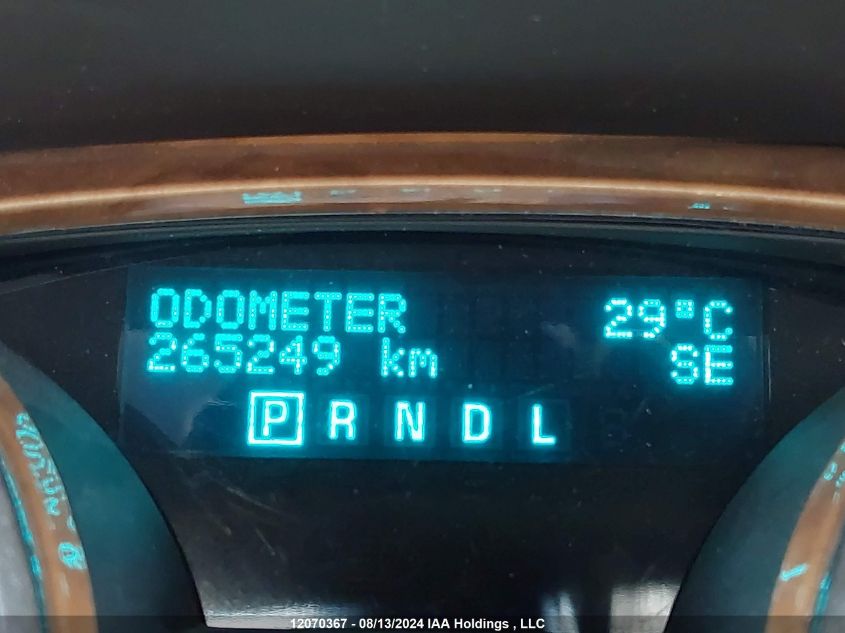 ODOMETER 29°C
265249 km SE
P R N D L
12070367 - 08/13/2024 IAA Holdings , LLC